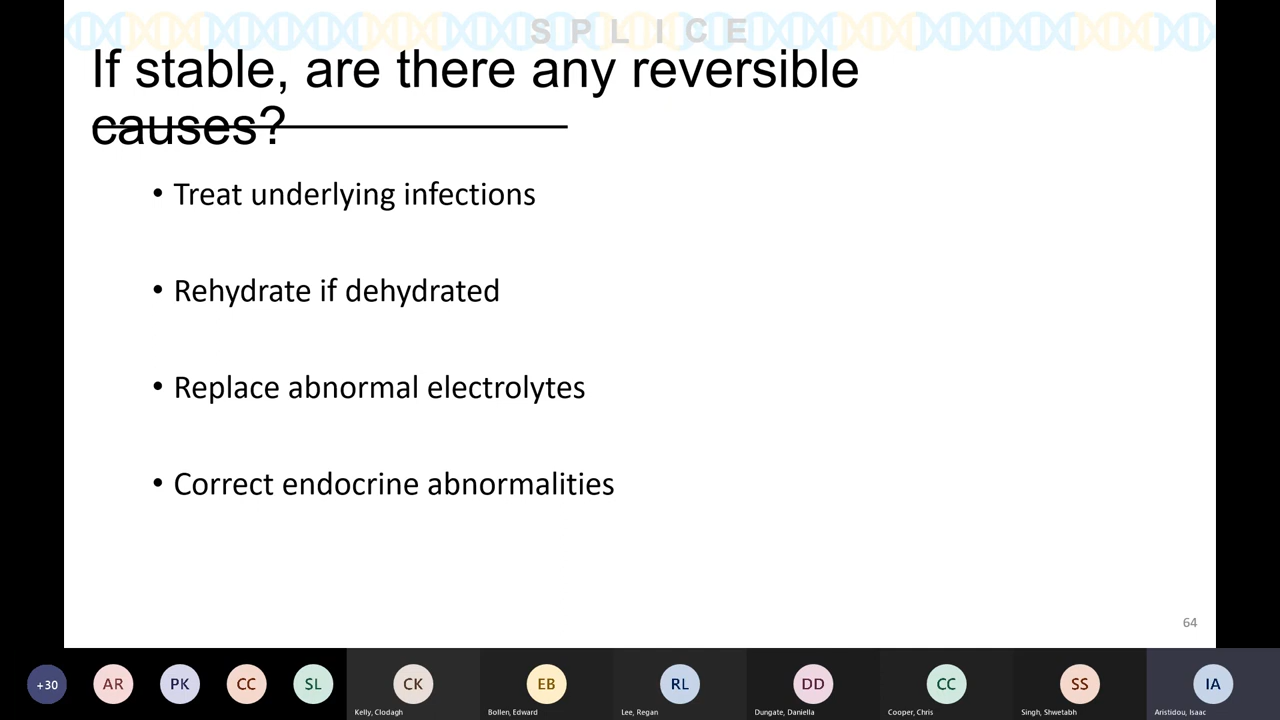 SPLICE
If stable, are there any reversible
causes?
• Treat underlying infections
• Rehydrate if dehydrated
• Replace abnormal electrolytes
• Correct endocrine abnormalities
64
+30
AR
PK
CC
SL
CK
EB
RL
DD
CC
SS
IA
Kelly, Clodagh
Bollen, Edward
Lee, Regan
Dungate, Daniella
Cooper, Chris
Singh, Shwetabh
Aristidou, Isaac